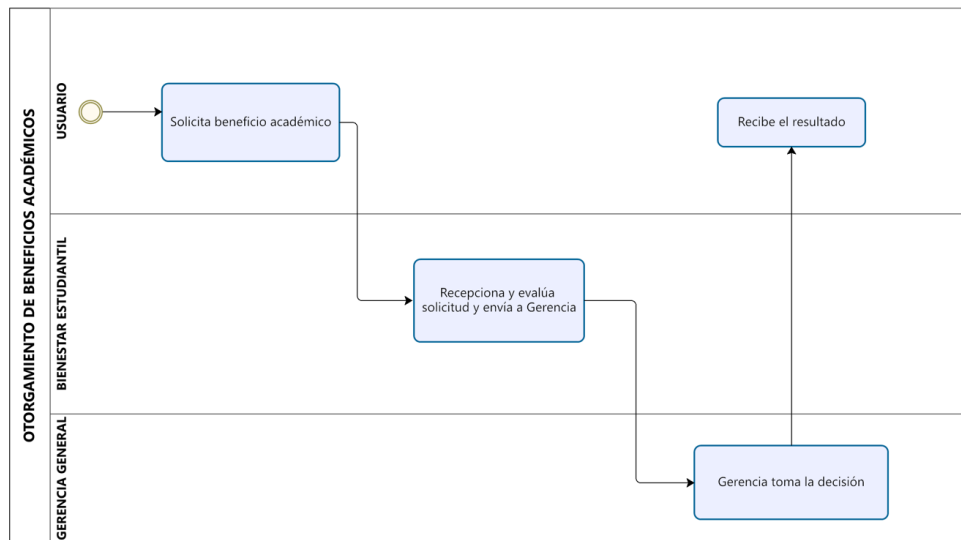 OTORGAMIENTO DE BENEFICIOS ACADÉMICOS
USUARIO
Solicita beneficio académico
Recibe el resultado
BIENESTAR ESTUDIANTIL
Recepciona y evalúa
solicitud y envía a Gerencia
GERENCIA GENERAL
Gerencia toma la decisión